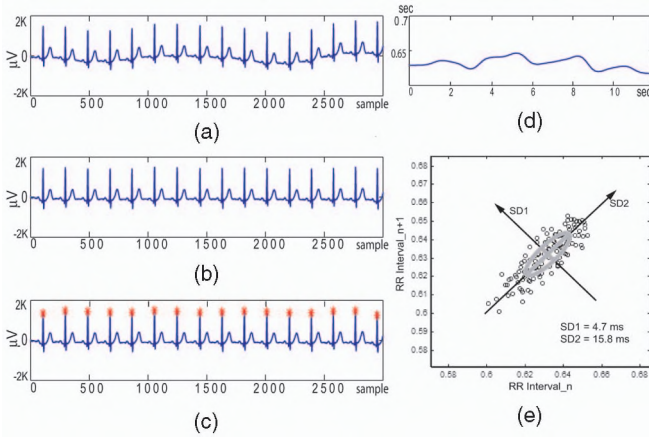 2K
0
-2K
μV
0 500 1000 1500 2000 2500 sample
(a)
2K
0
-2K
μV
0 500 1000 1500 2000 2500 sample
(b)
2K
0
-2K
μV
0 500 1000 1500 2000 2500 sample
(c)
sec
0.7
0.65
0 2 4 6 8 10 sec
(d)
0.68
0.67
0.66
0.65
0.64
0.63
0.62
0.61
0.60
0.59
0.58
RR Interval_n+1
SD1
SD2
SD1 = 4.7 ms
SD2 = 15.8 ms
0.58 0.6 0.62 0.64 0.66 0.68
RR Interval_n
(e)